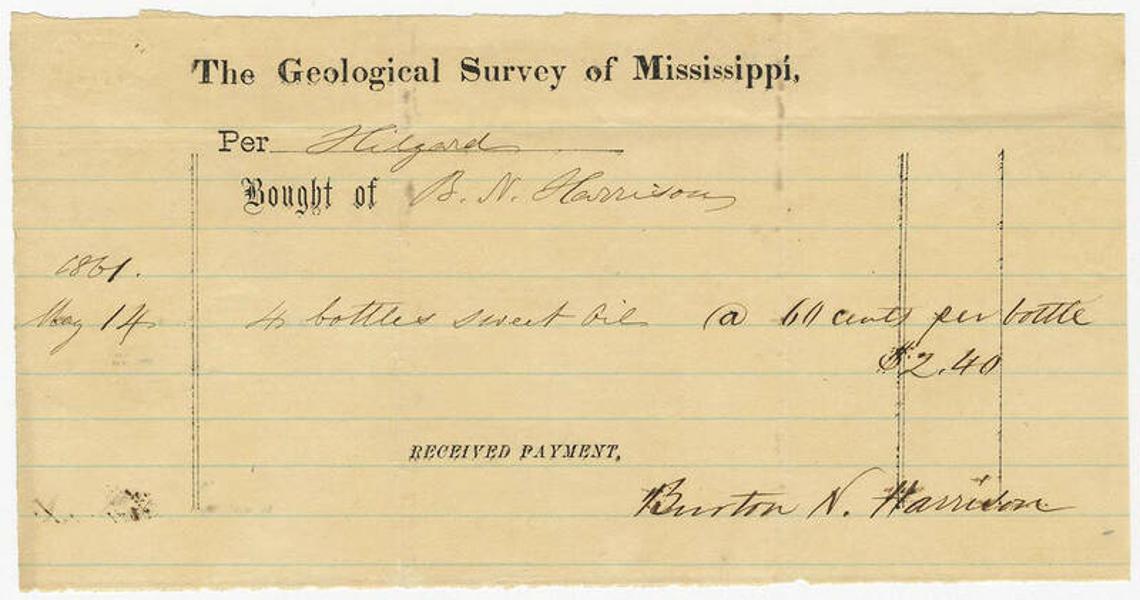 The Geological Survey of Mississippi,
Per Hilgard
Bought of B. N. Harrison
1861.
May 14 4 bottles sweet oil @ 60 cents per bottle
$2.40
RECEIVED PAYMENT,
Burton N. Harrison